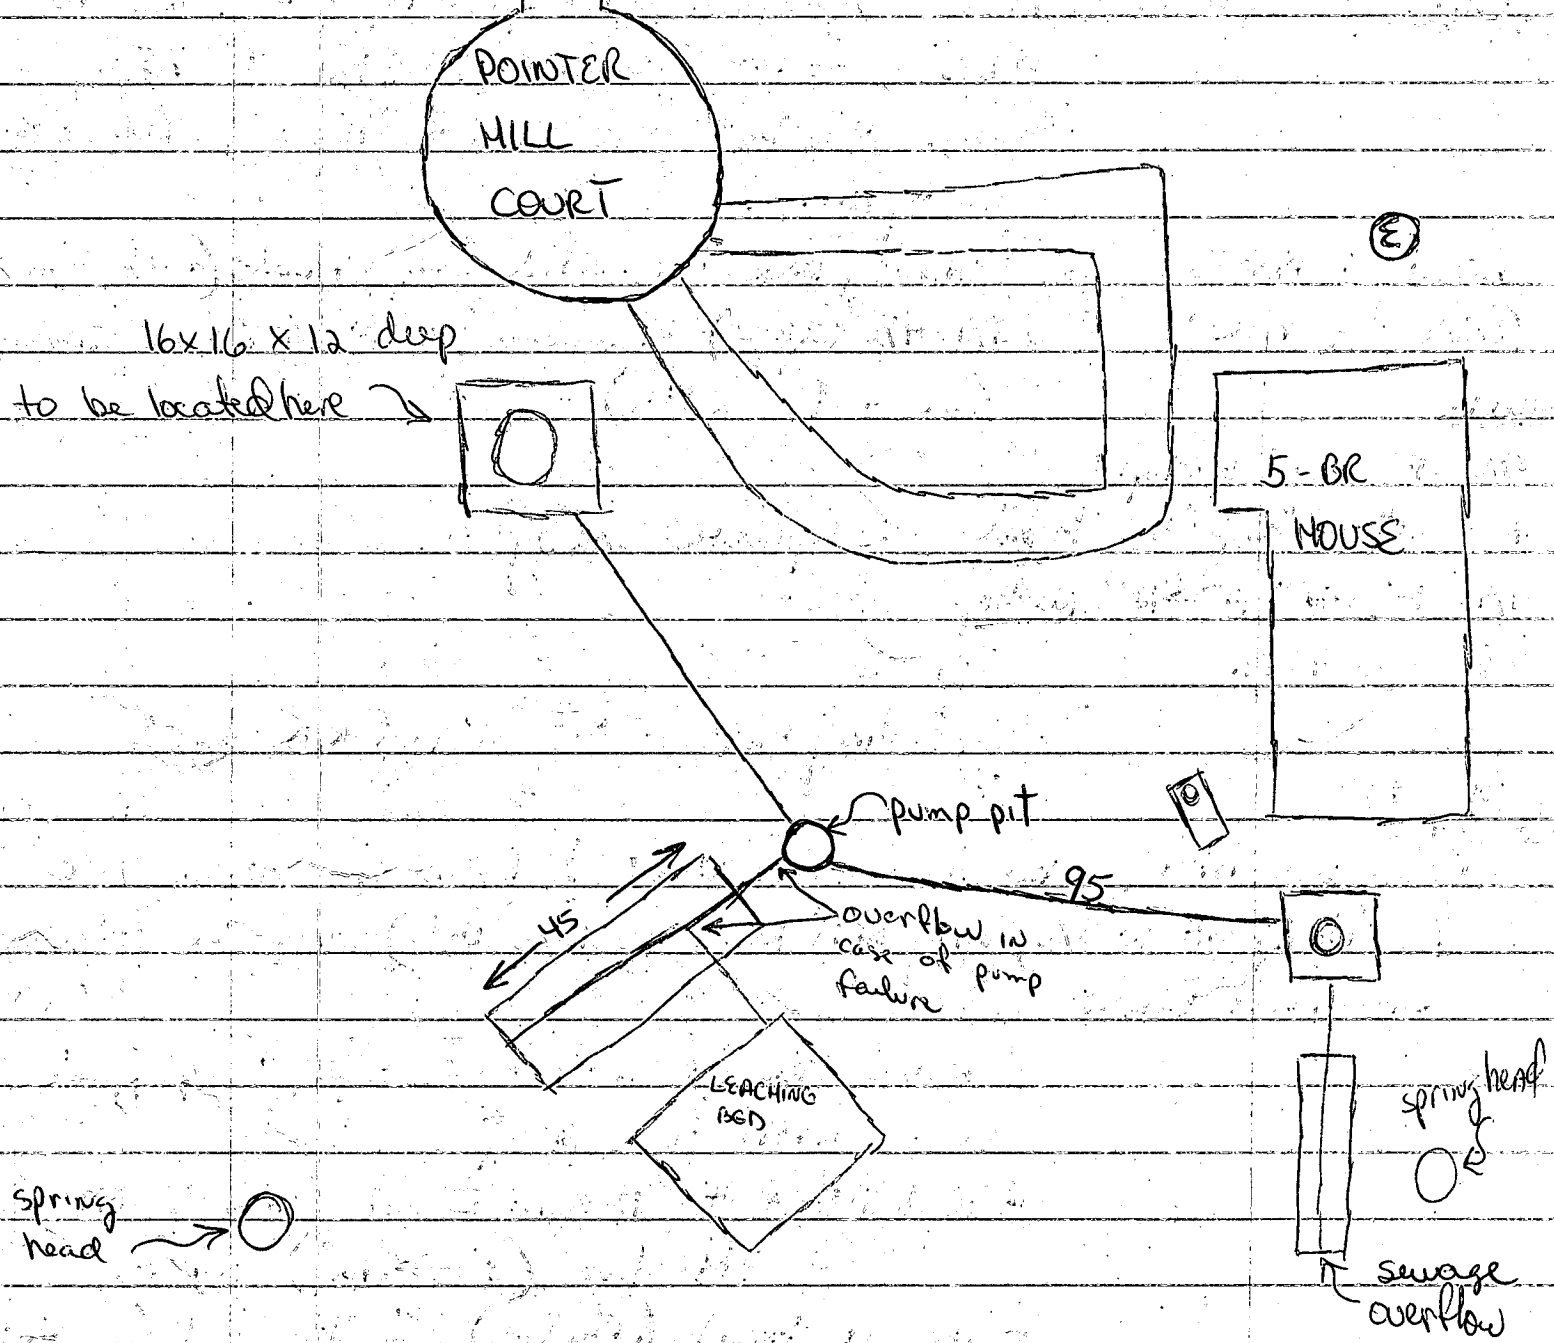 POINTER
MILL
COURT
16x16 x 12 deep
to be located here
5-BR
HOUSE
pump pit
95
45
overflow in
case of pump
failure
LEACHING
BED
spring head
spring
head
sewage
overflow